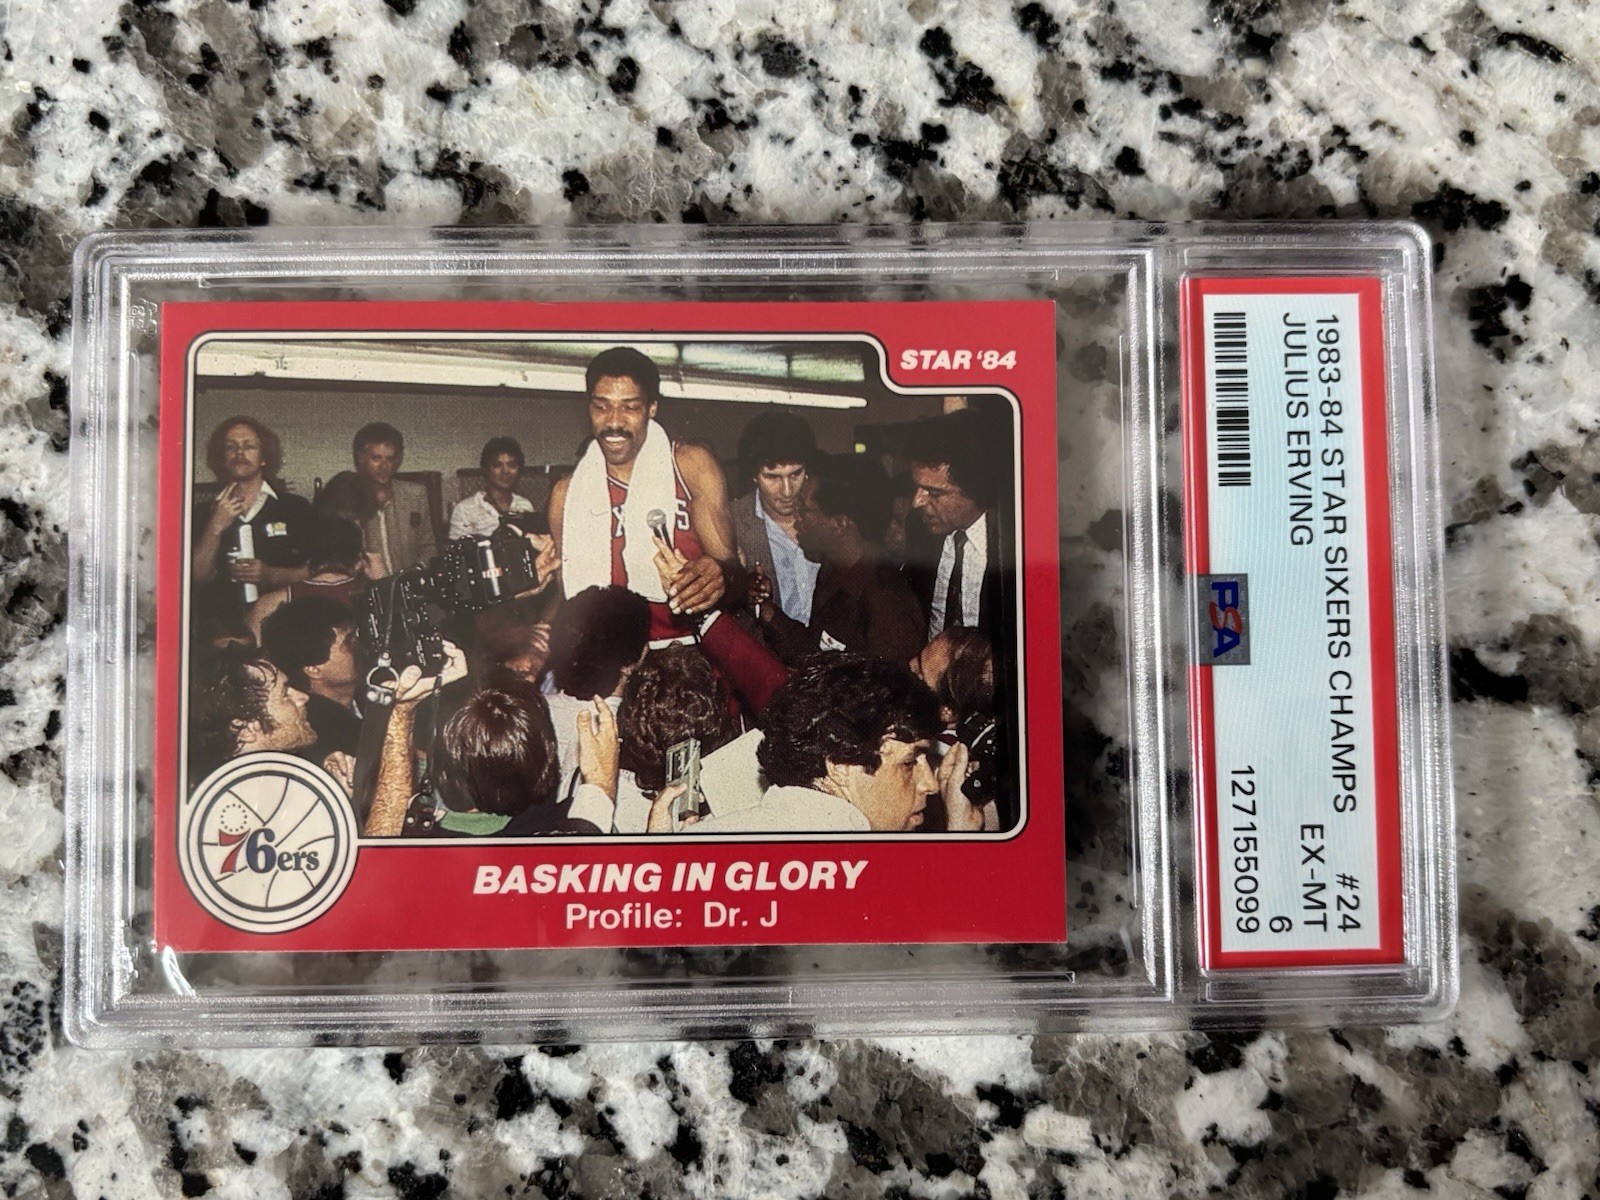 STAR '84
76ers
BASKING IN GLORY
Profile: Dr. J
1983-84 STAR SIXERS CHAMPS #24
JULIUS ERVING EX-MT
6
PSA
127155099